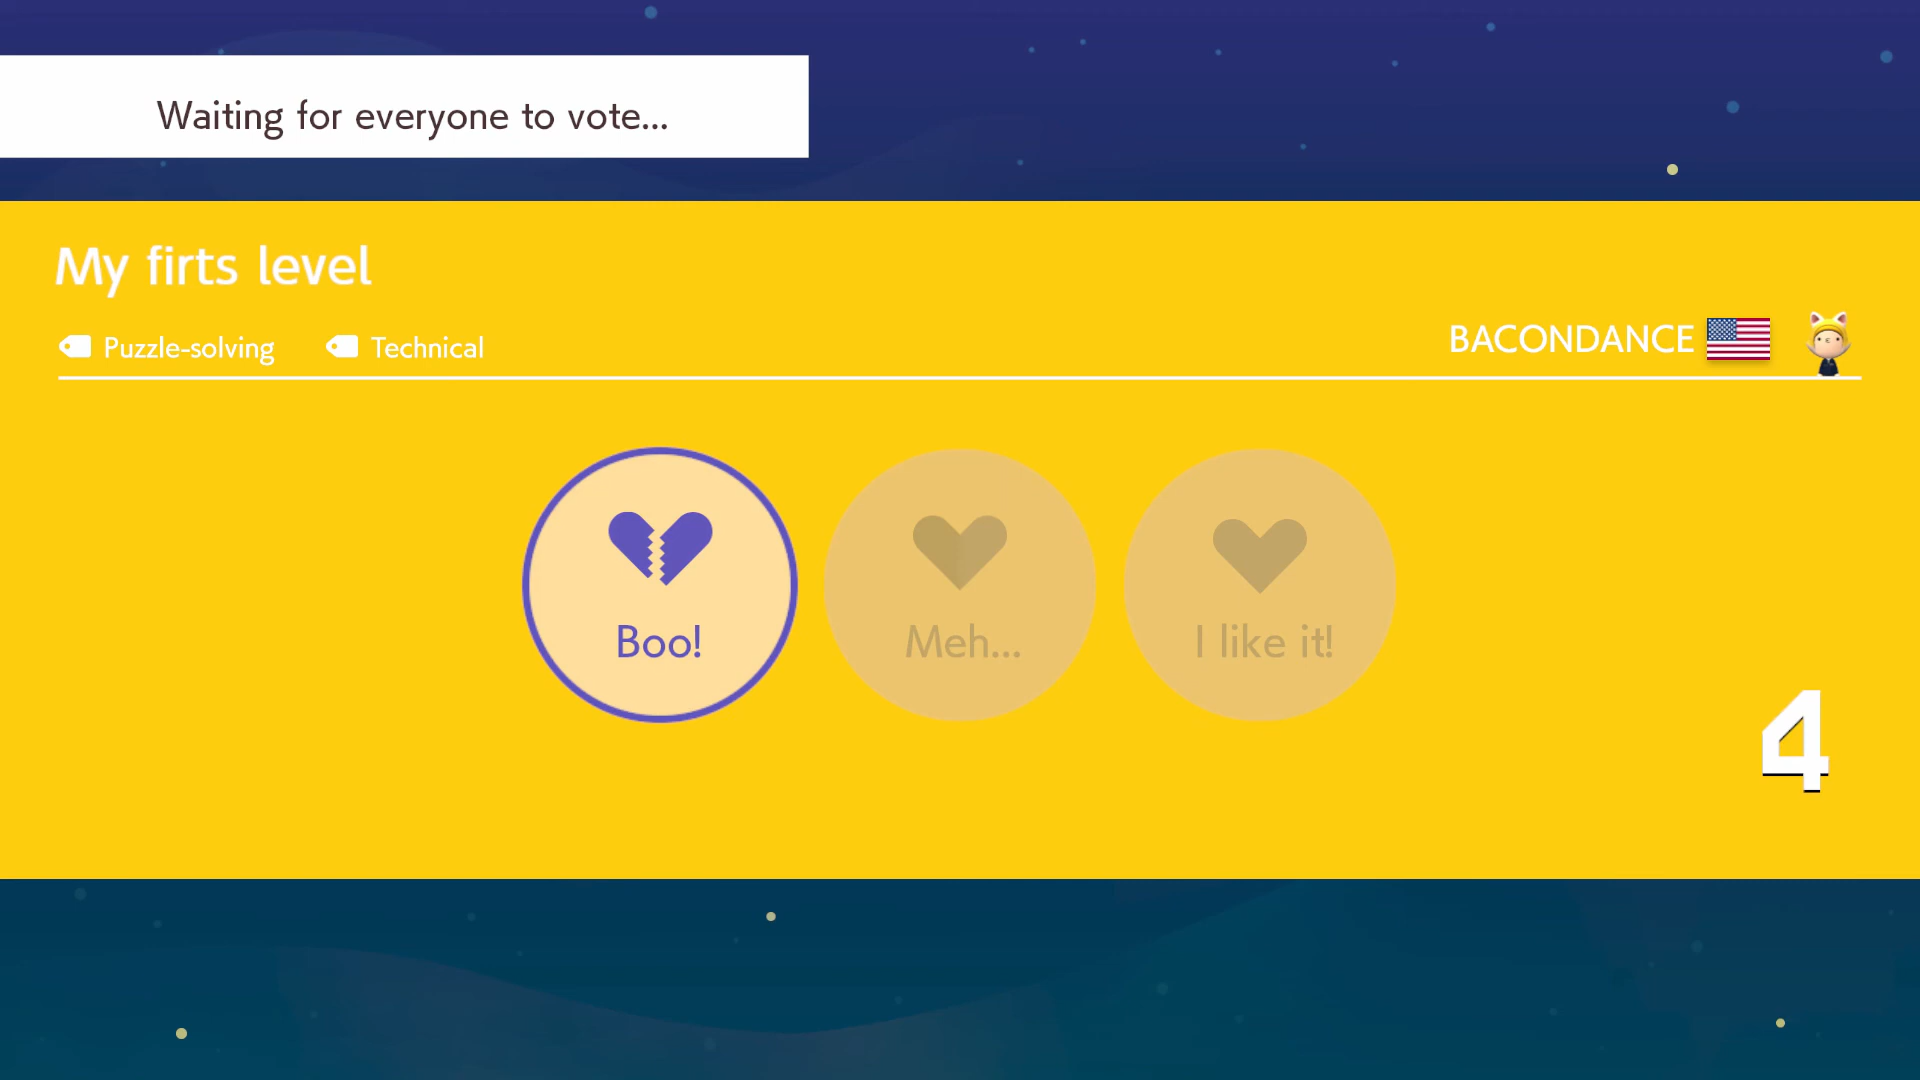 Waiting for everyone to vote...
My firts level
Puzzle-solving Technical
BACONDANCE
Boo! Meh... I like it!
4